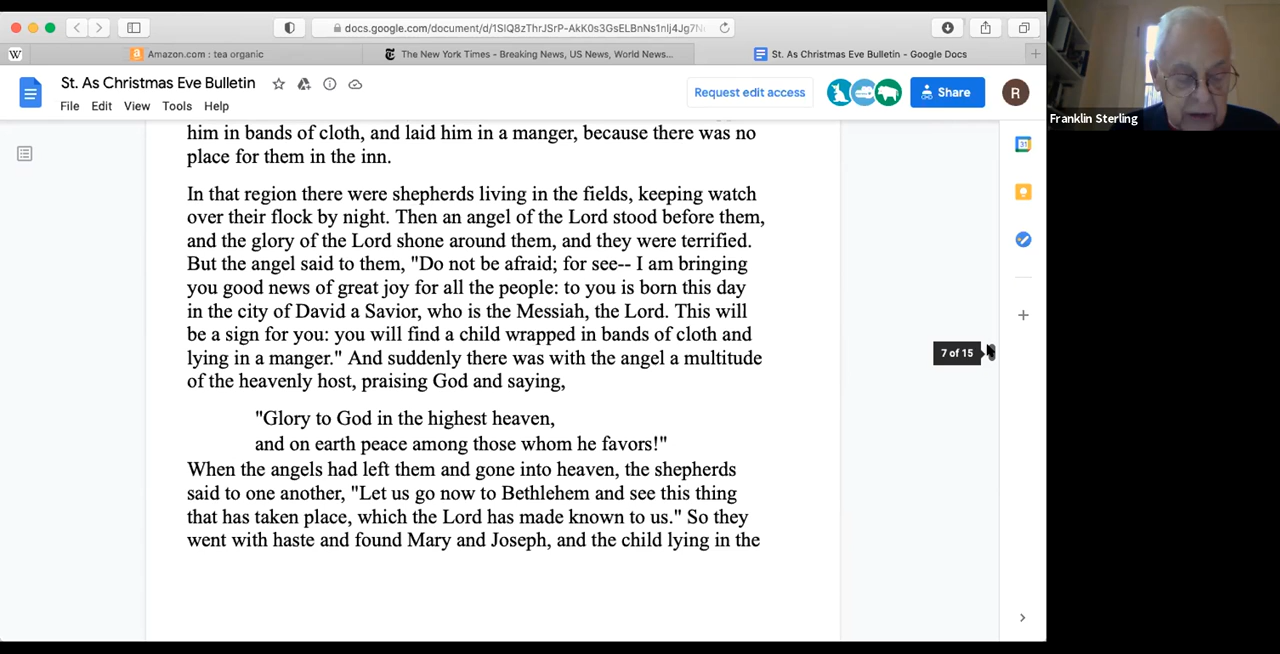 docs.google.com/document/d/1SIQ8zThrJSrP-AkK0s3GsELBnNs1nIj4Jg7N
W
Amazon.com : tea organic
The New York Times - Breaking News, US News, World News...
St. As Christmas Eve Bulletin - Google Docs
St. As Christmas Eve Bulletin
File Edit View Tools Help
Request edit access
Share
R
Franklin Sterling
31
him in bands of cloth, and laid him in a manger, because there was no
place for them in the inn.
In that region there were shepherds living in the fields, keeping watch
over their flock by night. Then an angel of the Lord stood before them,
and the glory of the Lord shone around them, and they were terrified.
But the angel said to them, "Do not be afraid; for see-- I am bringing
you good news of great joy for all the people: to you is born this day
in the city of David a Savior, who is the Messiah, the Lord. This will
be a sign for you: you will find a child wrapped in bands of cloth and
lying in a manger." And suddenly there was with the angel a multitude
of the heavenly host, praising God and saying,
7 of 15
"Glory to God in the highest heaven,
and on earth peace among those whom he favors!"
When the angels had left them and gone into heaven, the shepherds
said to one another, "Let us go now to Bethlehem and see this thing
that has taken place, which the Lord has made known to us." So they
went with haste and found Mary and Joseph, and the child lying in the